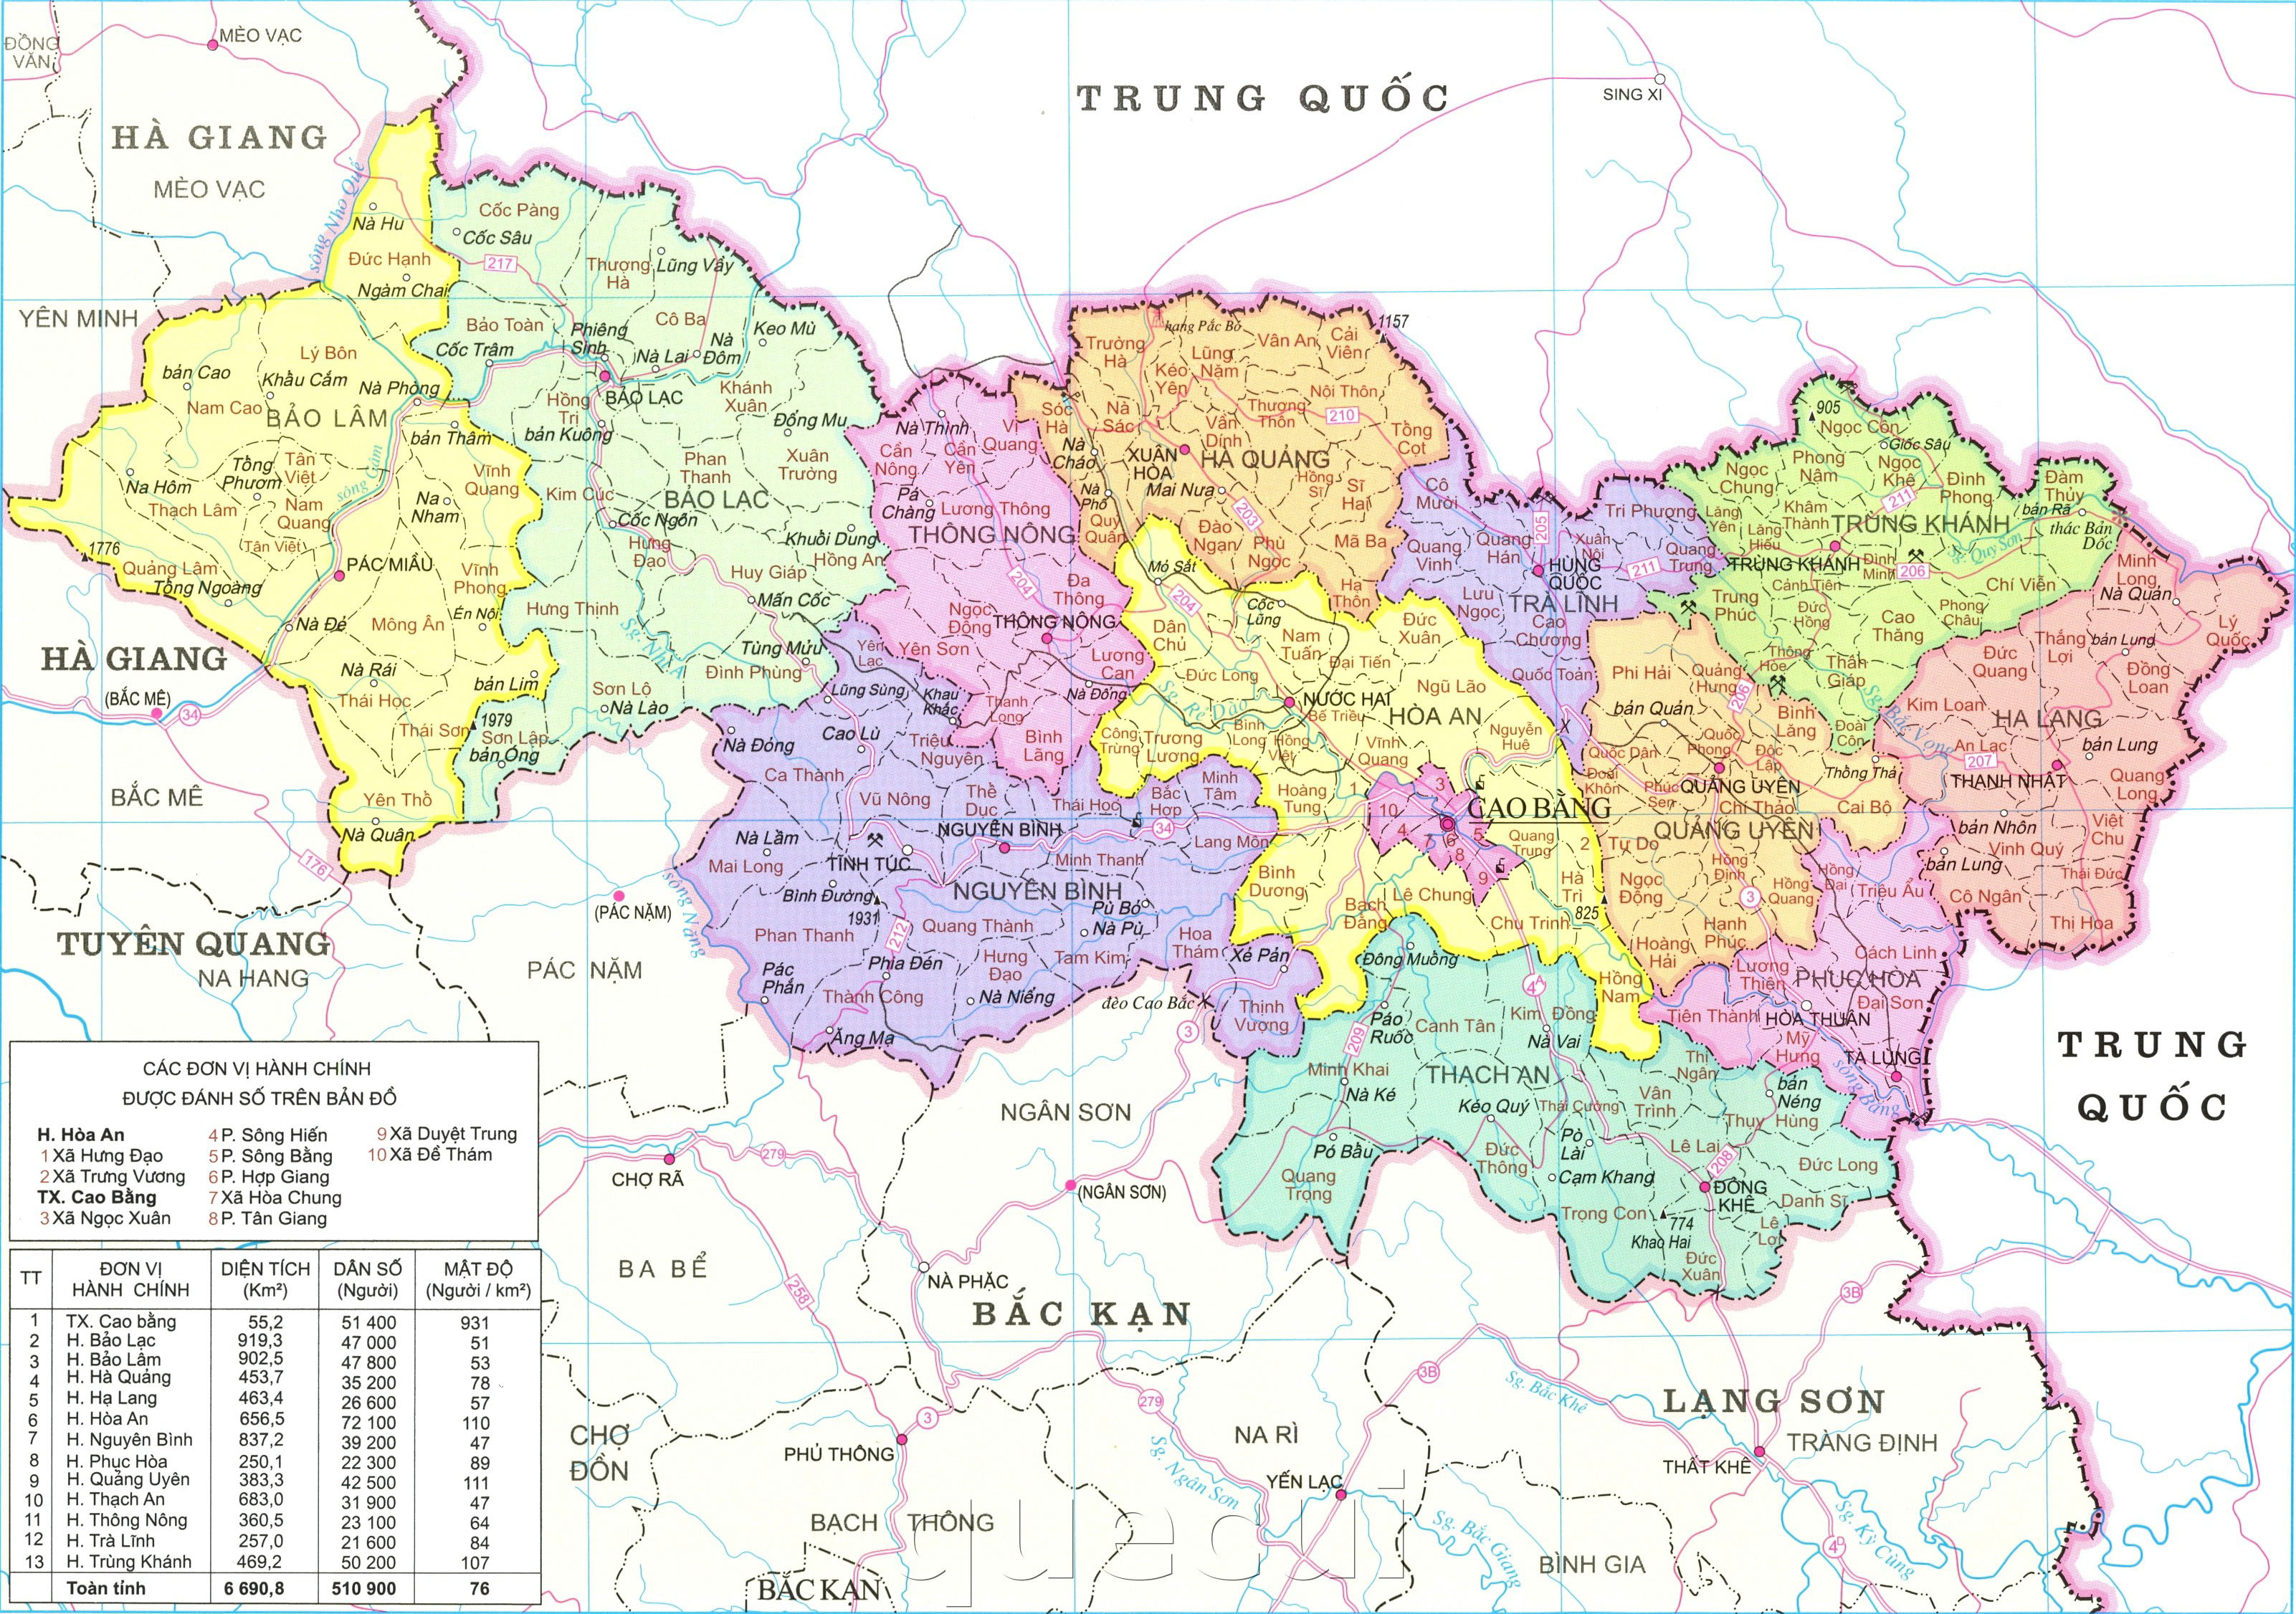 ĐỒNG
VĂN
MÈO VẠC
HÀ GIANG
MÈO VẠC
TRUNG QUỐC
SING XI
sông Nho Quế
YÊN MINH
Nà Hu
Đức Hạnh
Ngàm Chai
Cốc Pàng
Cốc Sâu
217
Thượng
Hà
Lũng Vầy
Bảo Toàn
Cốc Trâm
Phiêng
Sinh
Cô Ba
Nà Lai
Nà
Đôm
Keo Mù
BẢO LẠC
Hồng
Trị
bản Kuông
Khánh
Xuân
Đổng Mu
Phan
Thanh
Xuân
Trường
BẢO LẠC
Kim Cúc
Cốc Ngổn
Hưng
Đạo
Khuổi Dung
Hồng An
Huy Giáp
Mần Cốc
Hưng Thịnh
Tùng Mửu
Đình Phùng
Sơn Lộ
Nà Lào
1979
Sơn Lập
bản Óng
Lý Bôn
bản Cao
Khẩu Cắm
Nam Cao
Nà Phòng
BẢO LÂM
bản Thâm
Tổng
Phươm
Tân
Việt
Na Hôm
Thạch Lâm
Nam
Quang
sông Gâm
Na
Nham
Vĩnh
Quang
Tân Việt
1776
Quảng Lâm
Tổng Ngoàng
PÁC MIẦU
Vĩnh
Phong
Nà Đé
Mông Ân
Én Nội
Nà Rái
bản Lìm
Thái Học
Thái Sơn
Yên Thổ
Nà Quân
HÀ GIANG
(BẮC MÊ)
34
BẮC MÊ
176
TUYÊN QUANG
NA HANG
PÁC NẶM
(PÁC NẶM)
sông Năng
Nà Thỉnh
Vị
Quang
Cần
Nông
Cần
Yên
Pá
Chàng
Lương Thông
THÔNG NÔNG
204
Đa
Thông
Ngọc
Động
THÔNG NÔNG
Yên Sơn
Lương
Can
Nà Đổng
Thanh
Long
Bình
Lãng
hang Pắc Bó
1157
Trường
Hà
Vân An
Cải
Viên
Lũng
Nặm
Kéo
Yên
Nội Thôn
Sóc
Hà
Nà
Sác
Thượng
Thôn
210
Vần
Dính
Tổng
Cọt
Nà
Cháo
XUÂN
HÒA
HÀ QUẢNG
Mai Nưa
Hồng
Sĩ
Sĩ
Hai
Nà
Phố
Quý
Quân
203
Đào
Ngạn
Phù
Ngọc
Mã Ba
Hạ
Thôn
Yên
Lạc
Lũng Sùng
Khau
Khắc
Nà Đỏng
Cao Lù
Triệu
Nguyên
Ca Thành
Vũ Nông
Thể
Dục
Thái Học
Bắc
Hợp
Minh
Tâm
Nà Lầm
Mai Long
TĨNH TÚC
NGUYÊN BÌNH
34
Lang Môn
Minh Thanh
Bình Đường
1931
NGUYÊN BÌNH
Pù Bó
Phan Thanh
212
Quang Thành
Nà Pù
Hoa
Thám
Phia Đén
Hưng
Đạo
Tam Kim
Pác
Phắn
Thành Công
Nà Niểng
đèo Cao Bắc
Thịnh
Vượng
Ăng Mạ
Xẻ Pản
Mỏ Sắt
204
Cốc
Lũng
Dân
Chủ
Nam
Tuấn
Đức
Xuân
Đại Tiến
Đức Long
Sg. Rẻ Dào
NƯỚC HAI
Bế Triều
Ngũ Lão
HÒA AN
Công
Trừng
Trương
Lương
Bình
Long
Hồng
Việt
Vĩnh
Quang
Nguyễn
Huệ
Hoàng
Tung
1
3
10
4
5
7
6
8
9
CAO BẰNG
Quang
Trung
2
Bình
Dương
Bạch
Đằng
Lê Chung
Hà
Trì
825
Chu Trinh
Hồng
Nam
Cô
Mười
205
Tri Phương
Quang
Vinh
Quang
Hán
Xuân
Nội
Quang
Trung
HÙNG
QUỐC
211
TRÀ LĨNH
Lưu
Ngọc
Cao
Chương
Quốc Toản
905
Ngọc Côn
Giốc Sâu
Ngọc
Chung
Phong
Nậm
Ngọc
Khê
Đình
Phong
211
Đàm
Thủy
bản Rã
thác Bản
Dốc
Lăng
Yên
Khâm
Thành
TRÙNG KHÁNH
Lăng
Hiếu
Sg. Quy Sơn
TRÙNG KHÁNH
Đình
Minh
206
Cảnh Tiên
Chí Viễn
Trung
Phúc
Đức
Hồng
Cao
Thăng
Phong
Châu
Thông
Hòe
Thân
Giáp
Sg. Bắc Vọng
Đoài
Côn
Minh
Long
Nà Quản
Lý
Quốc
Thắng
Lợi
bản Lung
Đức
Quang
Đồng
Loan
Kim Loan
HẠ LANG
An Lạc
207
bản Lung
THANH NHẬT
Quang
Long
bản Nhôn
Việt
Chu
bản Lung
Vinh Quý
Thái Đức
Cô Ngân
Thị Hoa
Phi Hải
Quảng
Hưng
206
bản Quản
Bình
Lăng
Quốc Dân
Quốc
Phong
Độc
Lập
Thông Thá
Đoài
Khôn
Phúc
Sen
QUẢNG UYÊN
Chí Thảo
Cai Bộ
Tự Do
QUẢNG UYÊN
Hồng
Định
Ngọc
Động
Hồng
Quang
3
Hạnh
Phúc
Hoàng
Hải
Hồng
Đại
Triệu Ẩu
Cách Linh
Lương
Thiện
PHỤC HÒA
Đại Sơn
Tiên Thành
HÒA THUẬN
Mỹ
Hưng
TÀ LÙNG
sông Bằng
Đông Muồng
4A
Páo
Ruốc
209
Canh Tân
Kim Đồng
Nà Vai
Thị
Ngân
Minh Khai
THẠCH AN
bản
Néng
Nà Ké
Kéo Quý
Thái Cường
Vân
Trình
Thụy Hùng
Pò
Lài
Lê Lai
Pó Bẩu
Đức
Thông
208
Đức Long
Quang
Trọng
Cạm Khang
ĐÔNG
KHÊ
Danh Sĩ
Trọng Con
774
Khao Hai
Lê
Lợi
Đức
Xuân
TRUNG
QUỐC
NGÂN SƠN
3
279
CHỢ RÃ
(NGÂN SƠN)
BA BỂ
258
NÀ PHẶC
BẮC KẠN
3B
3B
LẠNG SƠN
Sg. Bắc Khê
TRÀNG ĐỊNH
THẤT KHÊ
279
3
CHỢ
ĐỒN
PHỦ THÔNG
NA RÌ
YẾN LẠC
Sg. Ngân Sơn
Sg. Bắc Giang
Sg. Kỳ Cùng
BẠCH THÔNG
BÌNH GIA
BẮC KẠN
CÁC ĐƠN VỊ HÀNH CHÍNH
ĐƯỢC ĐÁNH SỐ TRÊN BẢN ĐỒ
H. Hòa An
1 Xã Hưng Đạo
2 Xã Trưng Vương
TX. Cao Bằng
3 Xã Ngọc Xuân
4 P. Sông Hiến
5 P. Sông Bằng
6 P. Hợp Giang
7 Xã Hòa Chung
8 P. Tân Giang
9 Xã Duyệt Trung
10 Xã Đề Thám
TT ĐƠN VỊ HÀNH CHÍNH DIỆN TÍCH (Km²) DÂN SỐ (Người) MẬT ĐỘ (Người / km²)
1 TX. Cao bằng 55,2 51 400 931
2 H. Bảo Lạc 919,3 47 000 51
3 H. Bảo Lâm 902,5 47 800 53
4 H. Hà Quảng 453,7 35 200 78
5 H. Hạ Lang 463,4 26 600 57
6 H. Hòa An 656,5 72 100 110
7 H. Nguyên Bình 837,2 39 200 47
8 H. Phục Hòa 250,1 22 300 89
9 H. Quảng Uyên 383,3 42 500 111
10 H. Thạch An 683,0 31 900 47
11 H. Thông Nông 360,5 23 100 64
12 H. Trà Lĩnh 257,0 21 600 84
13 H. Trùng Khánh 469,2 50 200 107
Toàn tỉnh 6 690,8 510 900 76